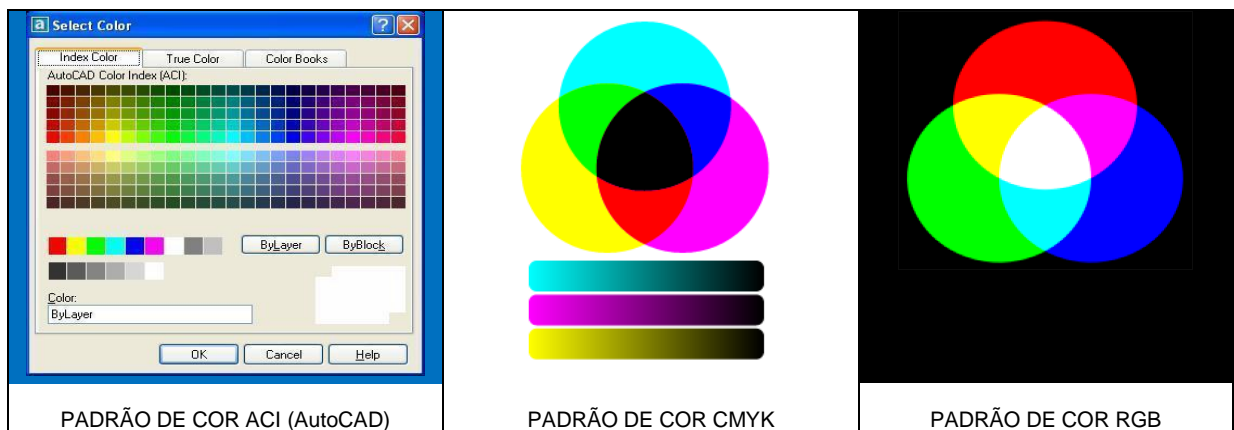 a Select Color
Index Color
True Color
Color Books
AutoCAD Color Index (ACI):
ByLayer
ByBlock
Color:
ByLayer
OK
Cancel
Help
PADRÃO DE COR ACI (AutoCAD)
PADRÃO DE COR CMYK
PADRÃO DE COR RGB